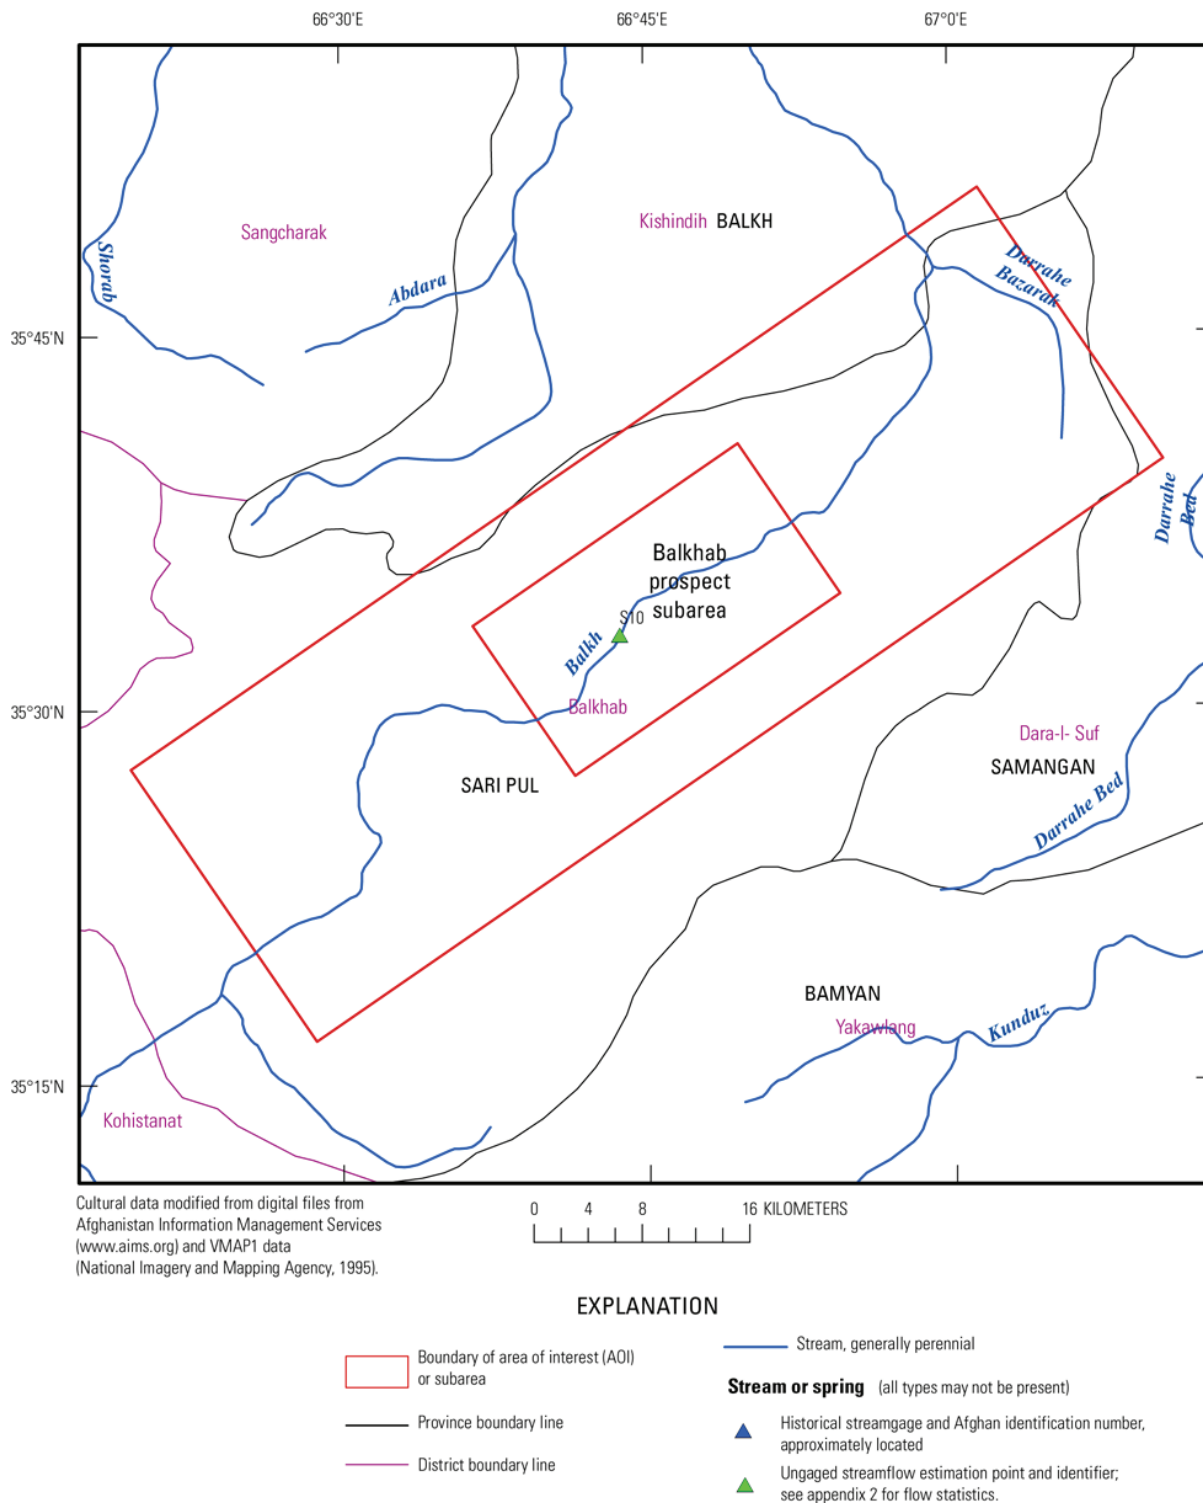 66°30'E
66°45'E
67°0'E
Kishindih BALKH
Sangcharak
Shorab
Darrahe
Bazarak
Abdara
35°45'N
Darrahe
Bed
Balkhab
prospect
subarea
S10
Balkh
Balkhab
35°30'N
Dara-I- Suf
SAMANGAN
SARI PUL
Darrahe Bed
BAMYAN
Yakawlang
Kunduz
35°15'N
Kohistanat
Cultural data modified from digital files from
Afghanistan Information Management Services
(www.aims.org) and VMAP1 data
(National Imagery and Mapping Agency, 1995).
0 4 8 16 KILOMETERS
EXPLANATION
Boundary of area of interest (AOI)
or subarea
Province boundary line
District boundary line
Stream, generally perennial
Stream or spring (all types may not be present)
Historical streamgage and Afghan identification number,
approximately located
Ungaged streamflow estimation point and identifier;
see appendix 2 for flow statistics.